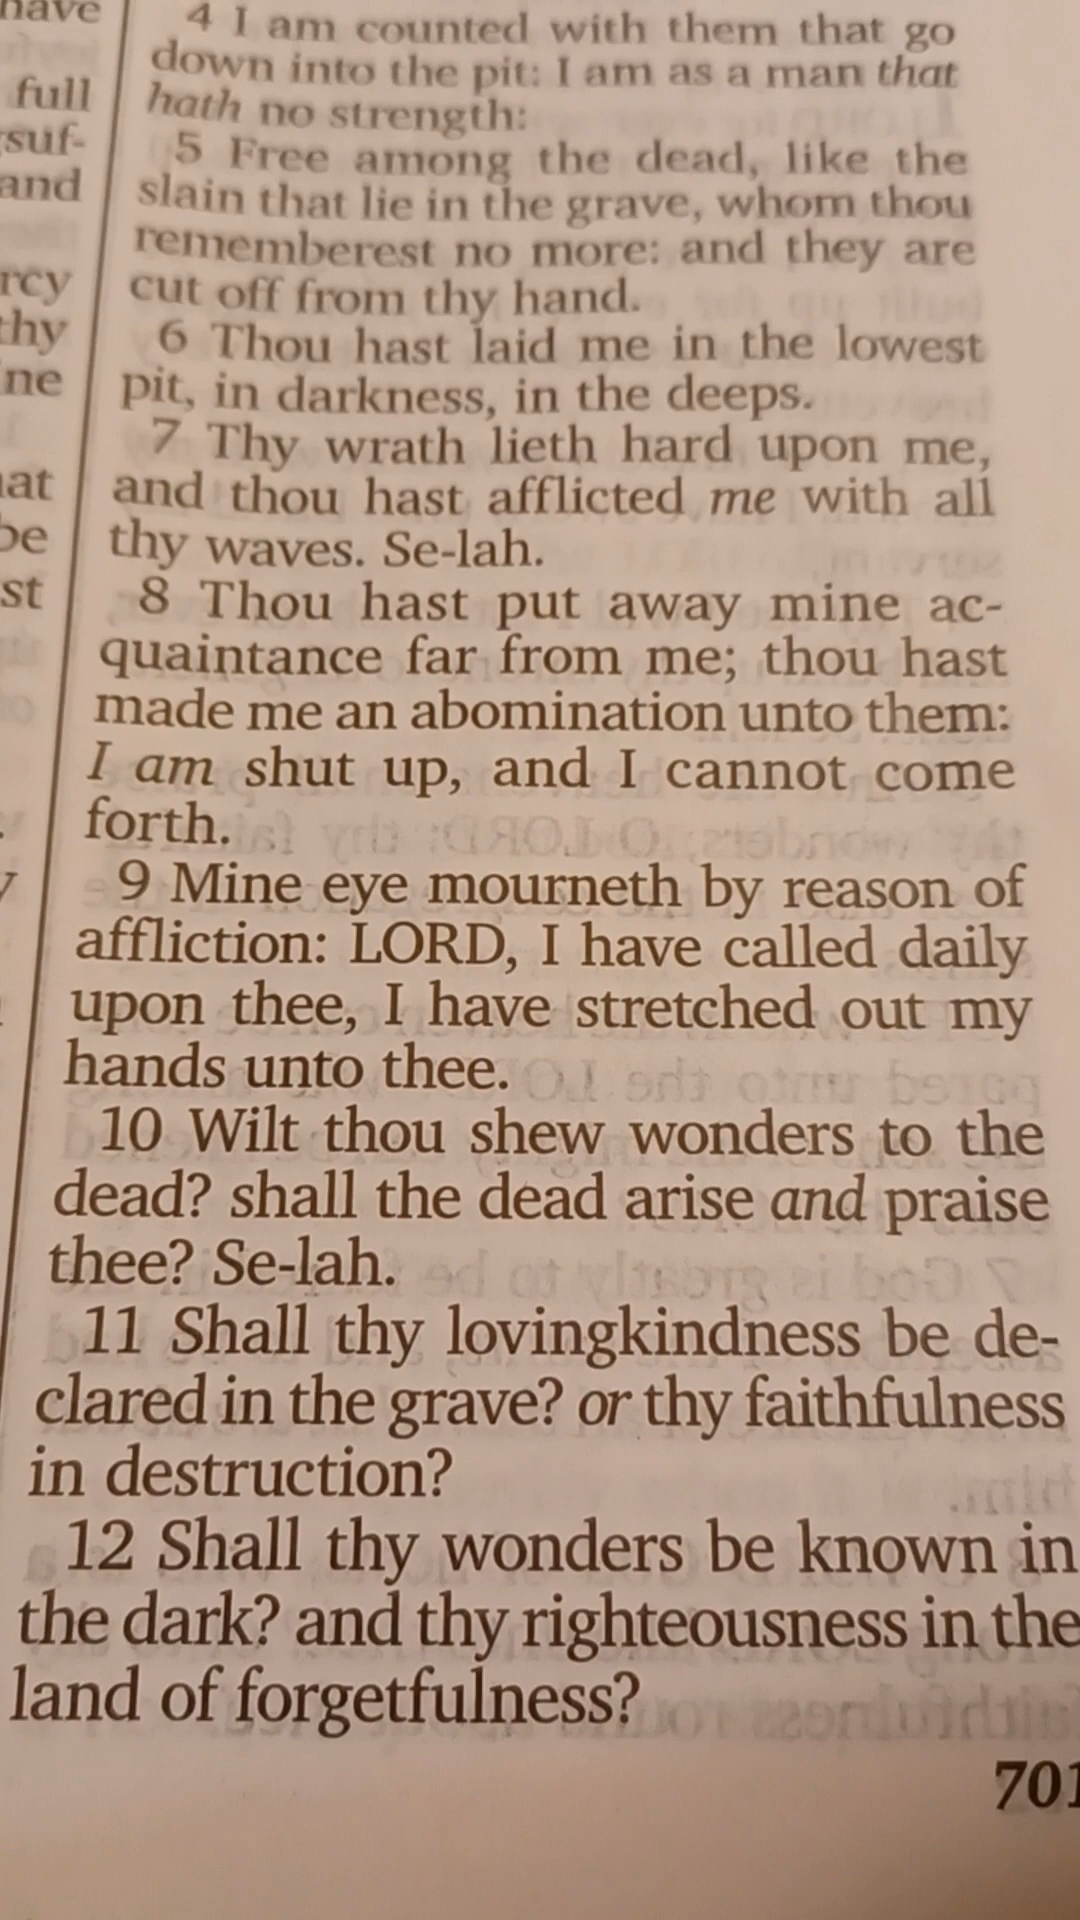 have
full
suf-
and
rcy
thy
ne
at
be
st
4 I am counted with them that go
down into the pit: I am as a man that
hath no strength:
5 Free among the dead, like the
slain that lie in the grave, whom thou
rememberest no more: and they are
cut off from thy hand.
6 Thou hast laid me in the lowest
pit, in darkness, in the deeps.
7 Thy wrath lieth hard upon me,
and thou hast afflicted me with all
thy waves. Se-lah.
8 Thou hast put away mine ac-
quaintance far from me; thou hast
made me an abomination unto them:
I am shut up, and I cannot come
forth.
9 Mine eye mourneth by reason of
affliction: LORD, I have called daily
upon thee, I have stretched out my
hands unto thee.
10 Wilt thou shew wonders to the
dead? shall the dead arise and praise
thee? Se-lah.
11 Shall thy lovingkindness be de-
clared in the grave? or thy faithfulness
in destruction?
12 Shall thy wonders be known in
the dark? and thy righteousness in the
land of forgetfulness?
701